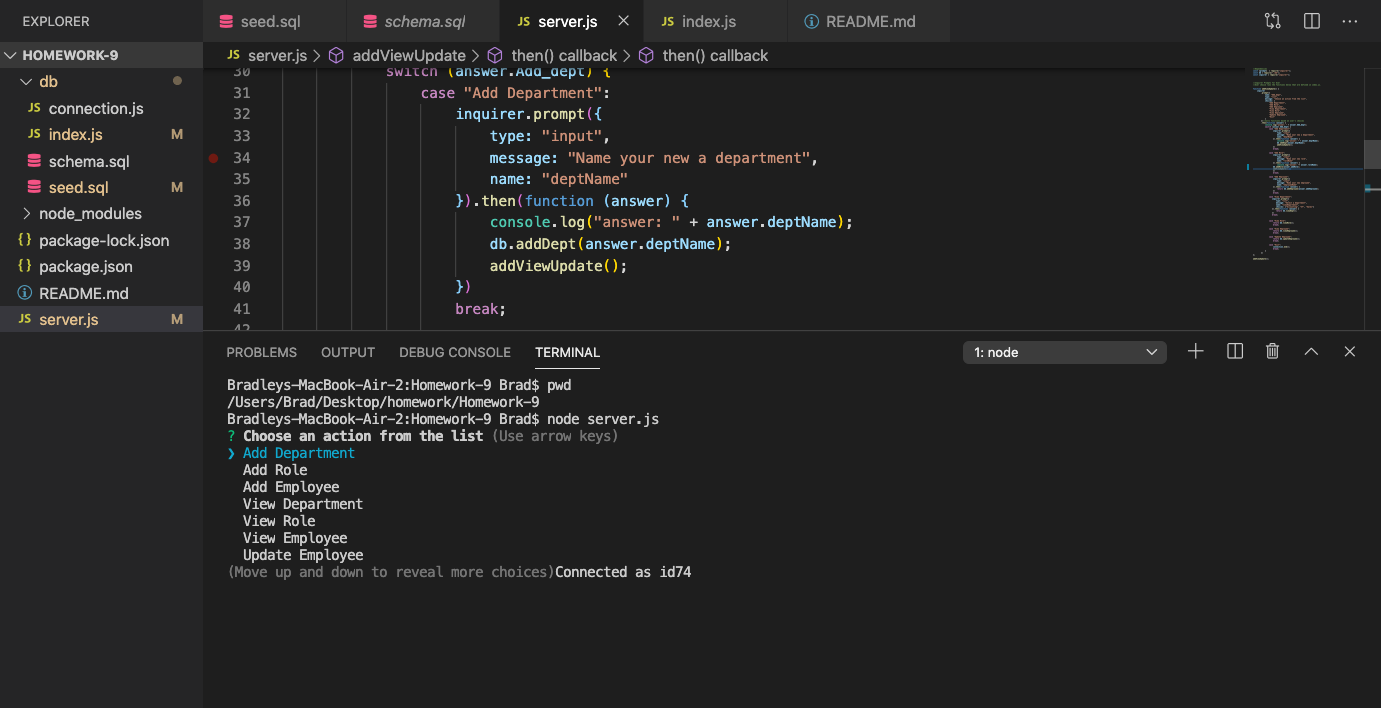 EXPLORER
HOMEWORK-9
db
connection.js
index.js M
schema.sql
seed.sql M
node_modules
package-lock.json
package.json
README.md
server.js M
seed.sql schema.sql JS server.js JS index.js README.md
JS server.js > addViewUpdate > then() callback > then() callback
30 switch (answer.Add_dept) {
31 case "Add Department":
32 inquirer.prompt({
33 type: "input",
34 message: "Name your new a department",
35 name: "deptName"
36 }).then(function (answer) {
37 console.log("answer: " + answer.deptName);
38 db.addDept(answer.deptName);
39 addViewUpdate();
40 })
41 break;
42
PROBLEMS OUTPUT DEBUG CONSOLE TERMINAL 1: node
Bradleys-MacBook-Air-2:Homework-9 Brad$ pwd
/Users/Brad/Desktop/homework/Homework-9
Bradleys-MacBook-Air-2:Homework-9 Brad$ node server.js
? Choose an action from the list (Use arrow keys)
❯ Add Department
Add Role
Add Employee
View Department
View Role
View Employee
Update Employee
(Move up and down to reveal more choices)Connected as id74